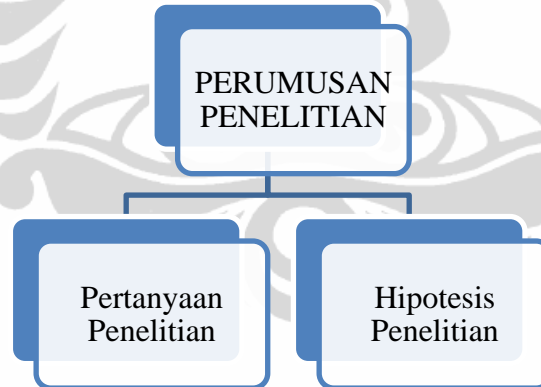 PERUMUSAN
PENELITIAN
Pertanyaan
Penelitian
Hipotesis
Penelitian